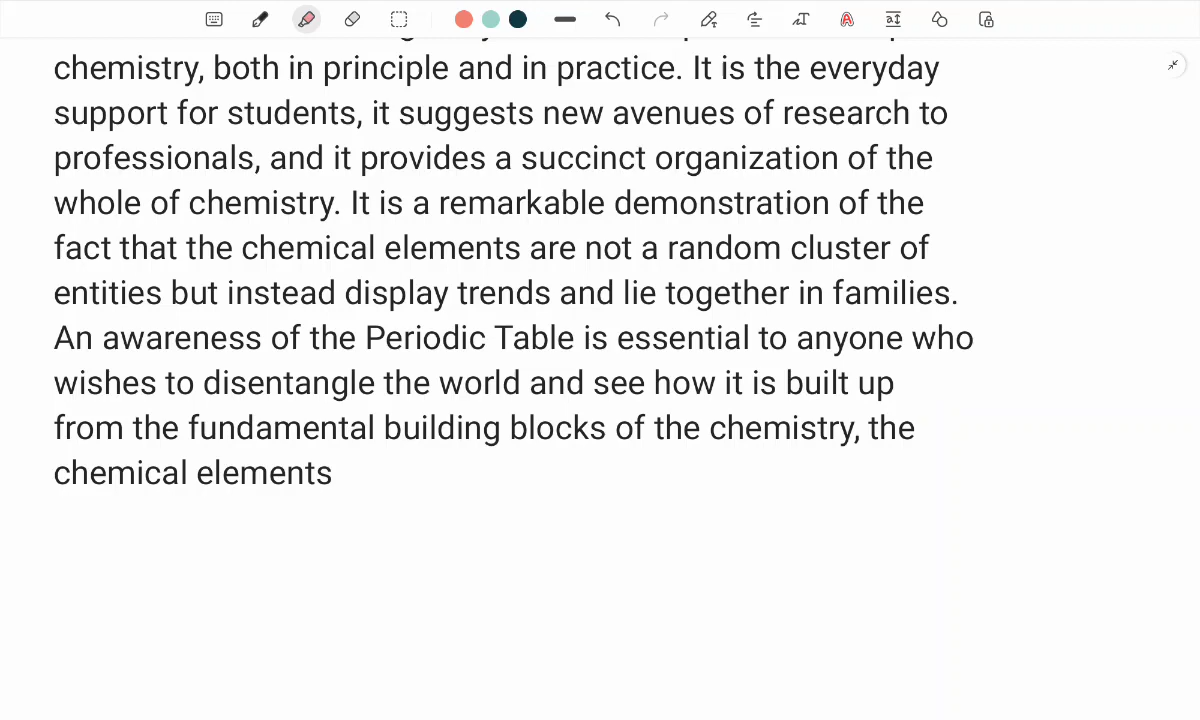 chemistry, both in principle and in practice. It is the everyday
support for students, it suggests new avenues of research to
professionals, and it provides a succinct organization of the
whole of chemistry. It is a remarkable demonstration of the
fact that the chemical elements are not a random cluster of
entities but instead display trends and lie together in families.
An awareness of the Periodic Table is essential to anyone who
wishes to disentangle the world and see how it is built up
from the fundamental building blocks of the chemistry, the
chemical elements